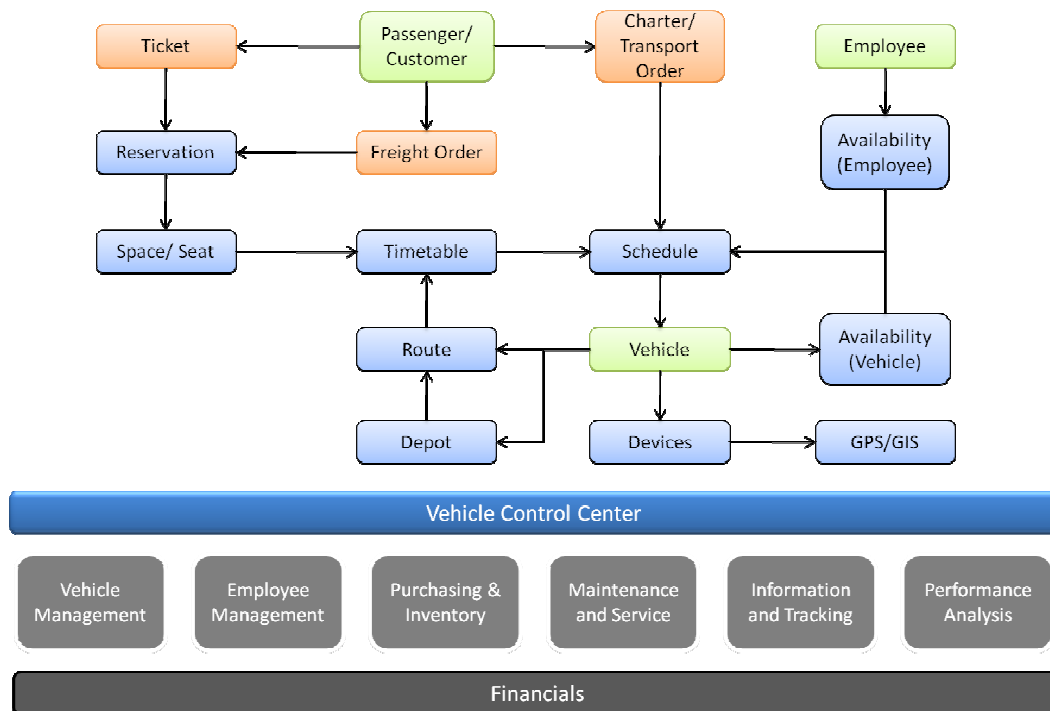 Ticket
Passenger/
Customer
Charter/
Transport
Order
Employee
Reservation
Freight Order
Availability
(Employee)
Space/ Seat
Timetable
Schedule
Route
Vehicle
Availability
(Vehicle)
Depot
Devices
GPS/GIS
Vehicle Control Center
Vehicle
Management
Employee
Management
Purchasing &
Inventory
Maintenance
and Service
Information
and Tracking
Performance
Analysis
Financials